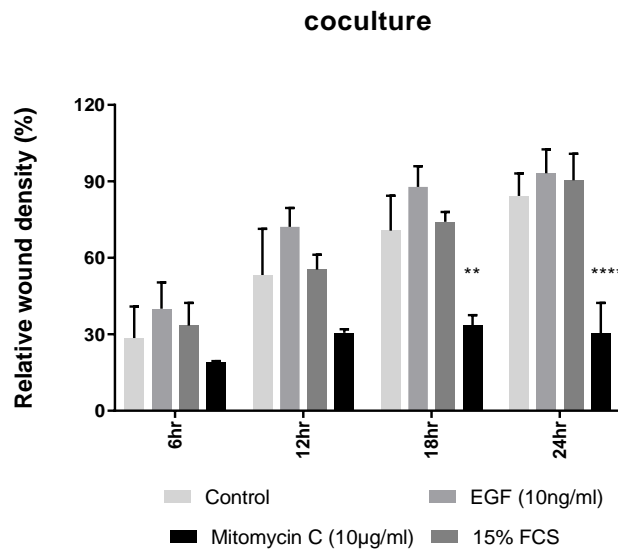 coculture
Relative wound density (%)
120
90
60
30
0
**
****
6hr
12hr
18hr
24hr
Control
EGF (10ng/ml)
Mitomycin C (10µg/ml)
15% FCS